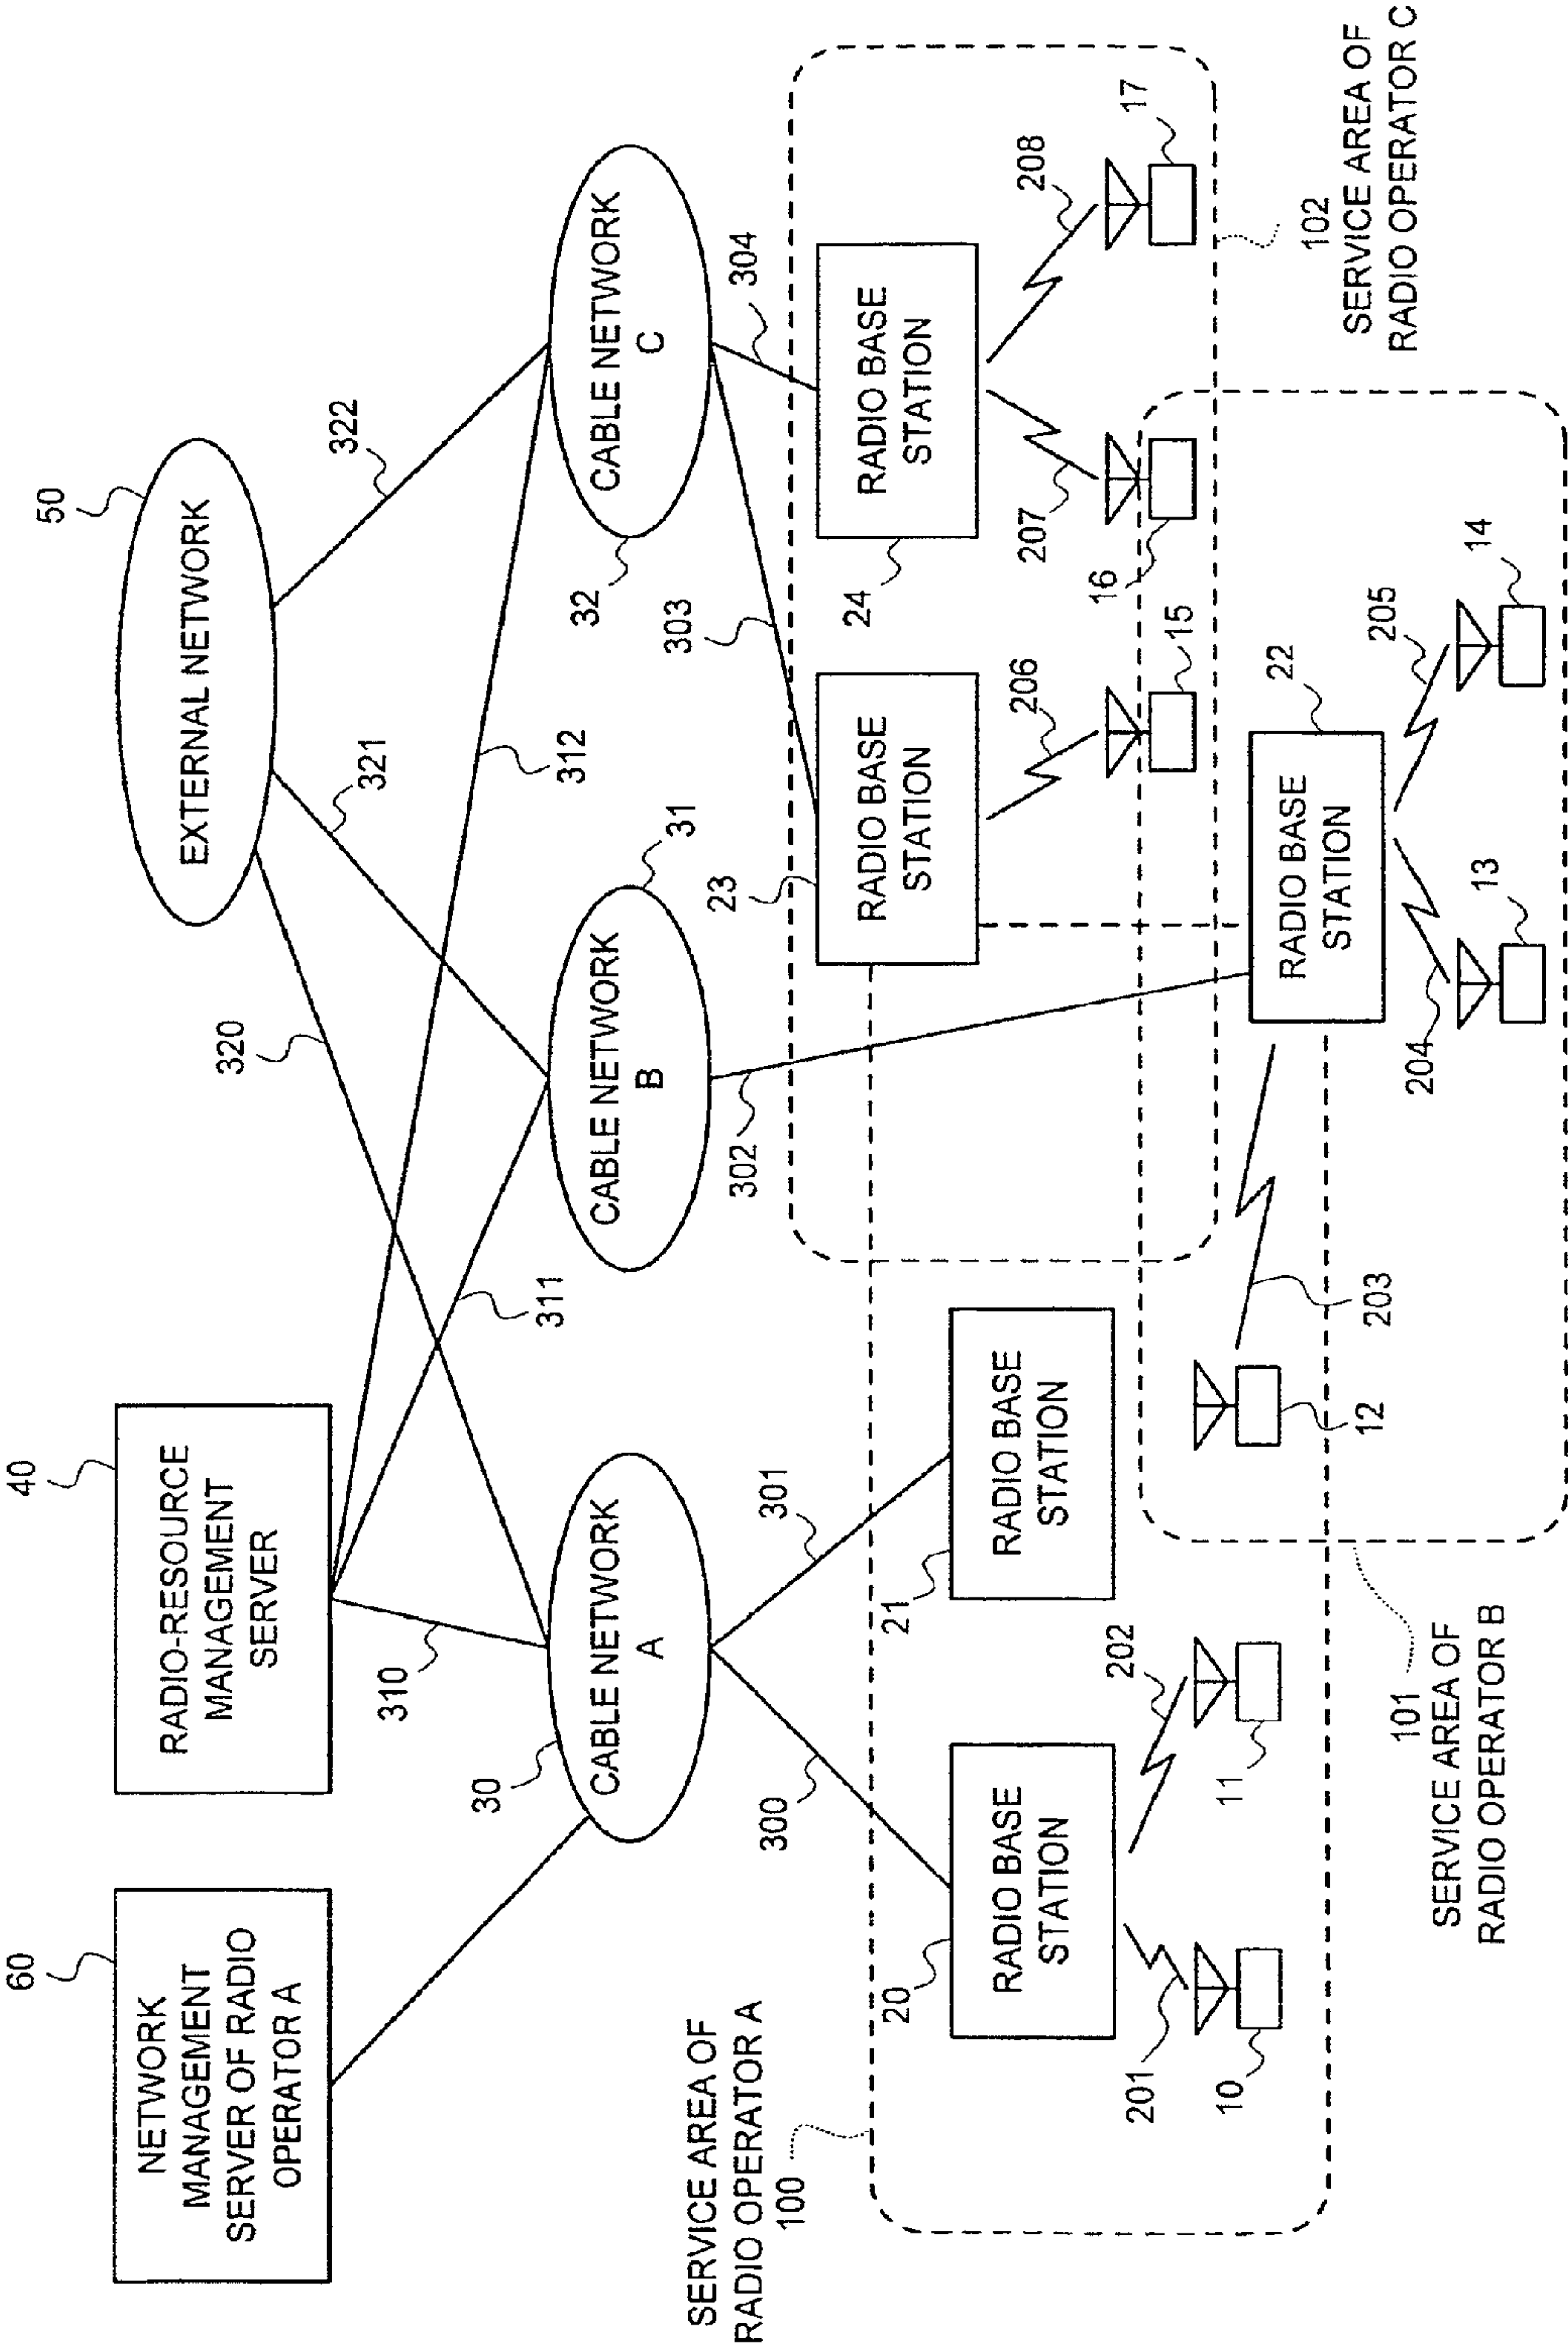 60
NETWORK
MANAGEMENT
SERVER OF RADIO
OPERATOR A
40
RADIO-RESOURCE
MANAGEMENT
SERVER
50
EXTERNAL NETWORK
310
311
312
320
321
322
30
CABLE NETWORK
A
31
CABLE NETWORK
B
32
CABLE NETWORK
C
SERVICE AREA OF
RADIO OPERATOR A
100
300
301
302
303
304
20
RADIO BASE
STATION
21
RADIO BASE
STATION
23
RADIO BASE
STATION
24
RADIO BASE
STATION
201
202
206
207
208
10
11
12
15
16
17
203
22
RADIO BASE
STATION
204
205
13
14
101
SERVICE AREA OF
RADIO OPERATOR B
102
SERVICE AREA OF
RADIO OPERATOR C